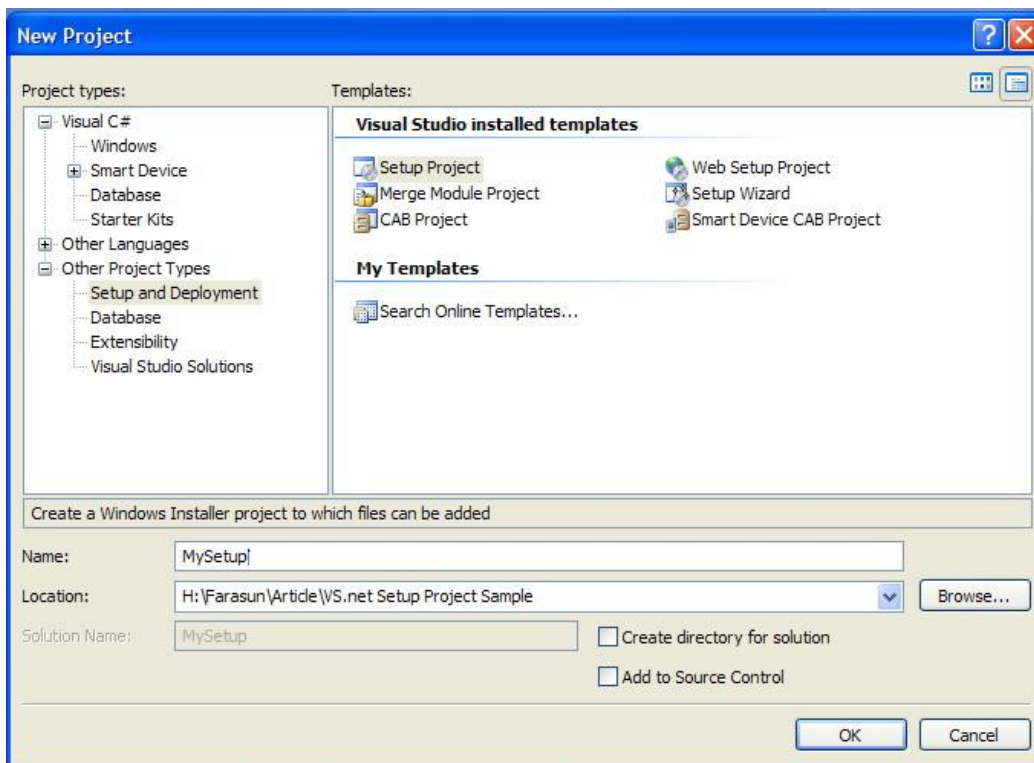 New Project
Project types:
Visual C#
Windows
Smart Device
Database
Starter Kits
Other Languages
Other Project Types
Setup and Deployment
Database
Extensibility
Visual Studio Solutions
Templates:
Visual Studio installed templates
Setup Project
Web Setup Project
Merge Module Project
Setup Wizard
CAB Project
Smart Device CAB Project
My Templates
Search Online Templates...
Create a Windows Installer project to which files can be added
Name: MySetup
Location: H:\Farasun\Article\VS.net Setup Project Sample Browse...
Solution Name: MySetup Create directory for solution
Add to Source Control
OK Cancel